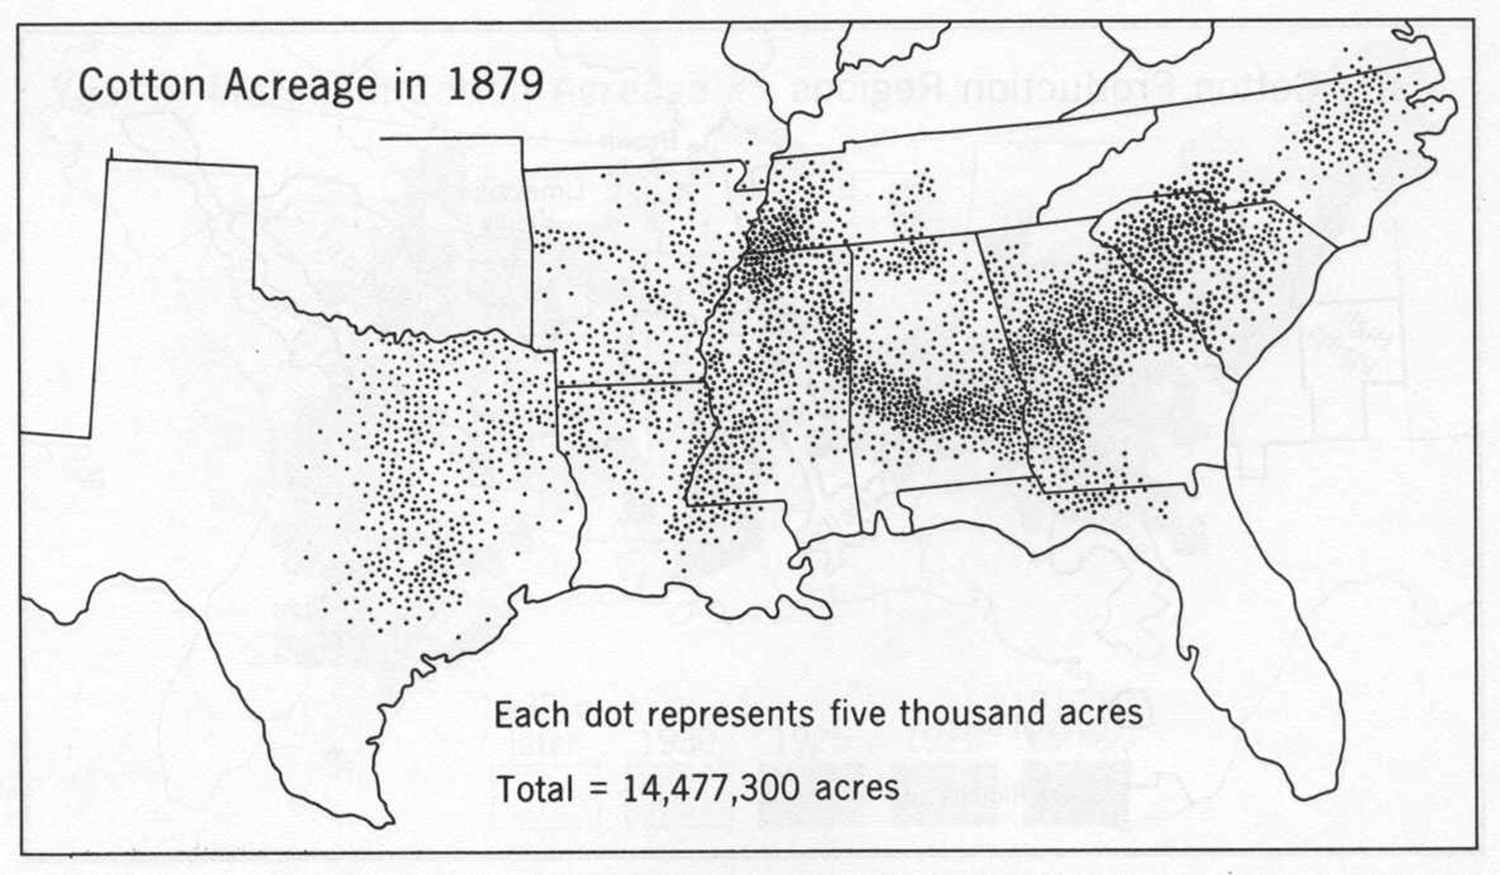 Cotton Acreage in 1879
Each dot represents five thousand acres
Total = 14,477,300 acres